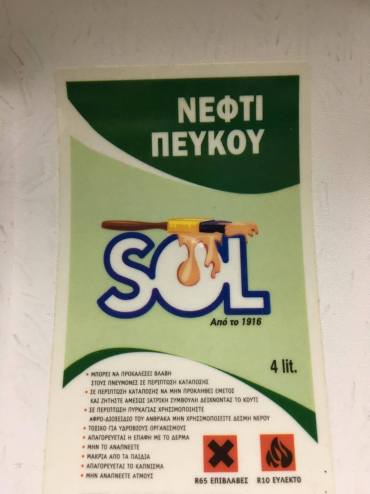 ΝΕΦΤΙ
ΠΕΥΚΟΥ
SOL
Από το 1916
4 lit.
• ΜΠΟΡΕΙ ΝΑ ΠΡΟΚΑΛΕΣΕΙ ΒΛΑΒΗ
ΣΤΟΥΣ ΠΝΕΥΜΟΝΕΣ ΣΕ ΠΕΡΙΠΤΩΣΗ ΚΑΤΑΠΟΣΗΣ
• ΣΕ ΠΕΡΙΠΤΩΣΗ ΚΑΤΑΠΟΣΗΣ ΝΑ ΜΗΝ ΠΡΟΚΛΗΘΕΙ ΕΜΕΤΟΣ
ΚΑΙ ΖΗΤΗΣΤΕ ΑΜΕΣΩΣ ΙΑΤΡΙΚΗ ΣΥΜΒΟΥΛΗ ΔΕΙΧΝΟΝΤΑΣ ΤΟ ΚΟΥΤΙ
• ΣΕ ΠΕΡΙΠΤΩΣΗ ΠΥΡΚΑΓΙΑΣ ΧΡΗΣΙΜΟΠΟΙΗΣΤΕ
ΑΦΡΟ-ΔΙΟΞΕΙΔΙΟ ΤΟΥ ΑΝΘΡΑΚΑ ΜΗΝ ΧΡΗΣΙΜΟΠΟΙΗΣΕΤΕ ΔΕΣΜΗ ΝΕΡΟΥ
• ΤΟΞΙΚΟ ΓΙΑ ΥΔΡΟΒΙΟΥΣ ΟΡΓΑΝΙΣΜΟΥΣ
• ΑΠΑΓΟΡΕΥΕΤΑΙ Η ΕΠΑΦΗ ΜΕ ΤΟ ΔΕΡΜΑ
• ΜΗΝ ΤΟ ΑΝΑΠΝΕΕΤΕ
• ΜΑΚΡΙΑ ΑΠΟ ΤΑ ΠΑΙΔΙΑ
• ΑΠΑΓΟΡΕΥΕΤΑΙ ΤΟ ΚΑΠΝΙΣΜΑ
• ΜΗΝ ΑΝΑΠΝΕΕΤΕ ΑΤΜΟΥΣ
R65 ΕΠΙΒΛΑΒΕΣ
R10 ΕΥΛΕΚΤΟ